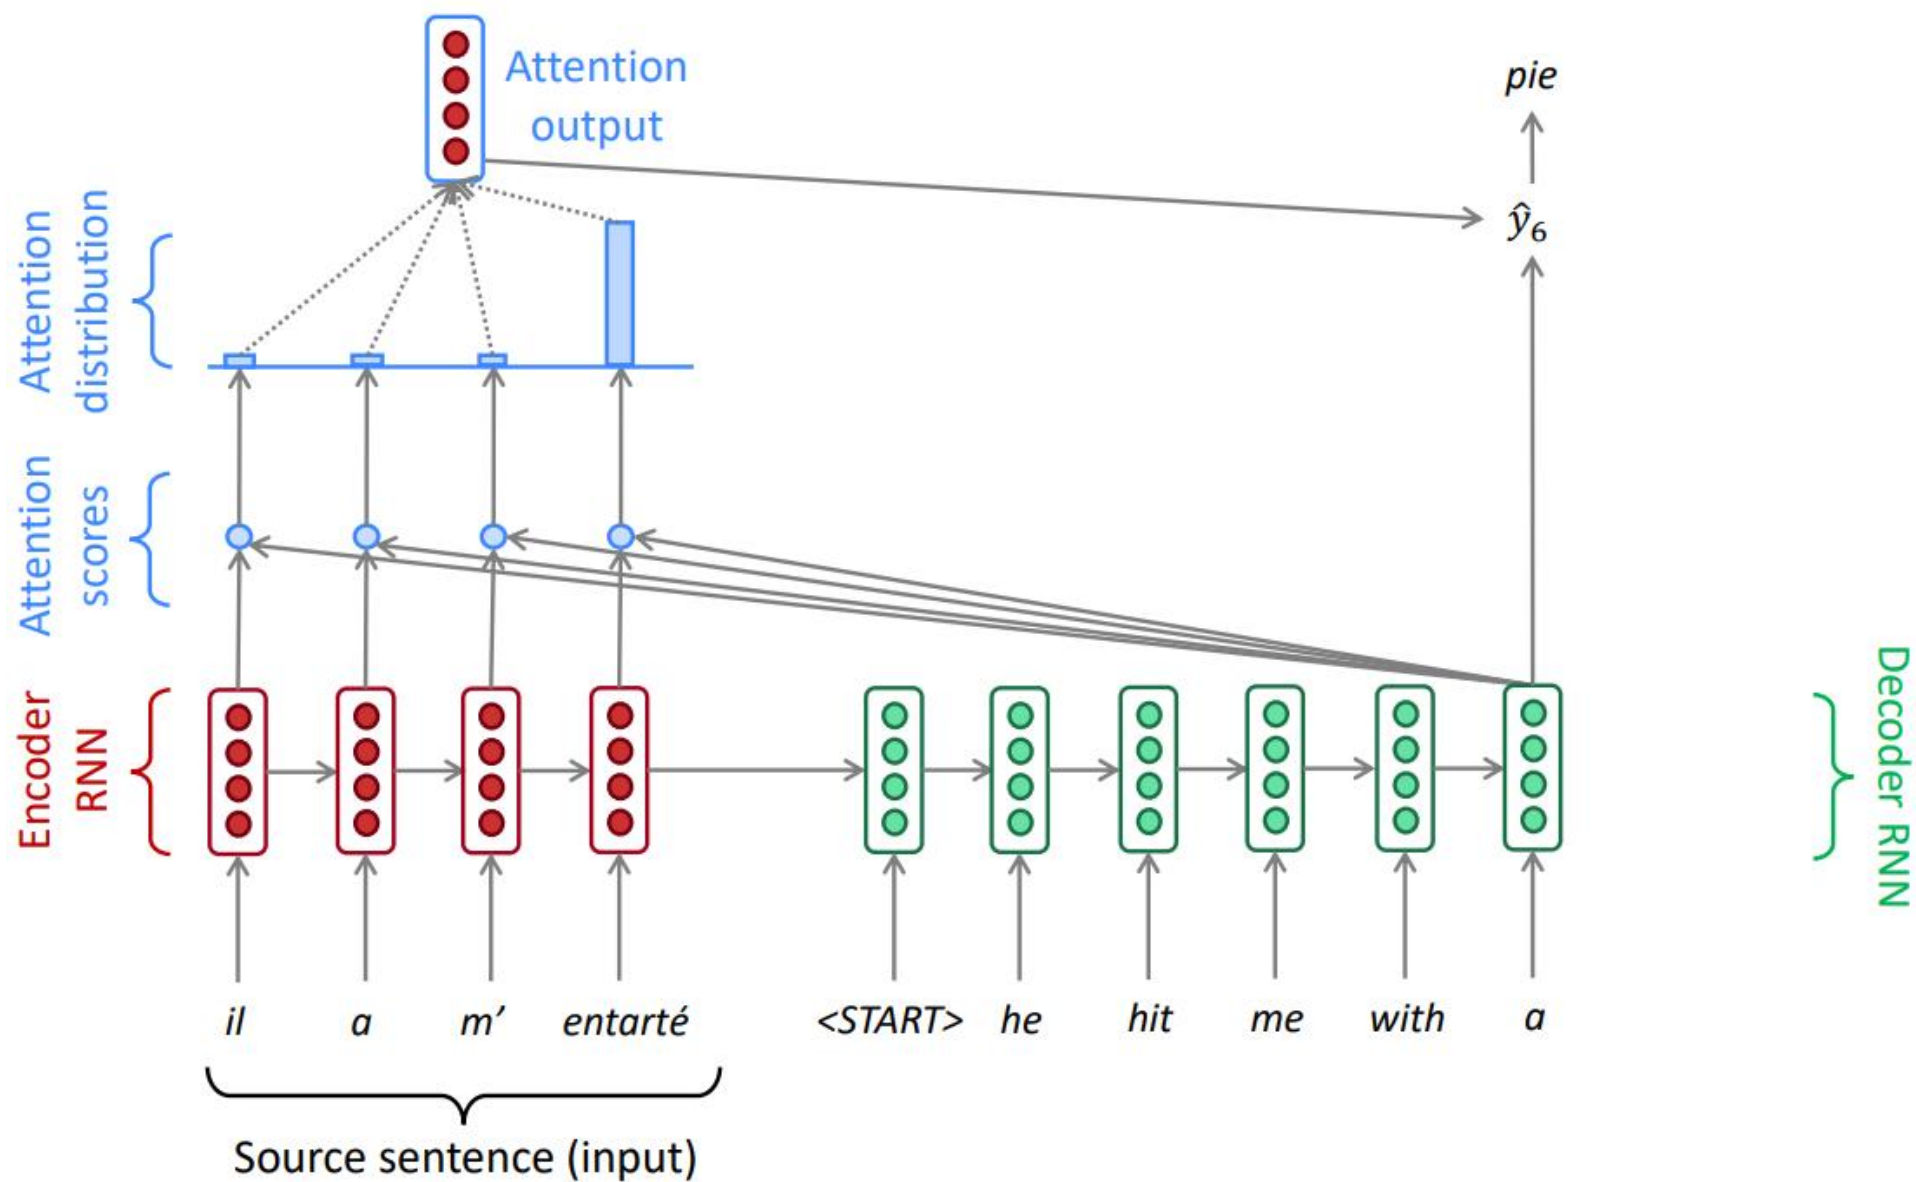 Attention
output
pie
ŷ6
Attention
distribution
Attention
scores
Encoder
RNN
Decoder RNN
il a m’ entarté <START> he hit me with a
Source sentence (input)